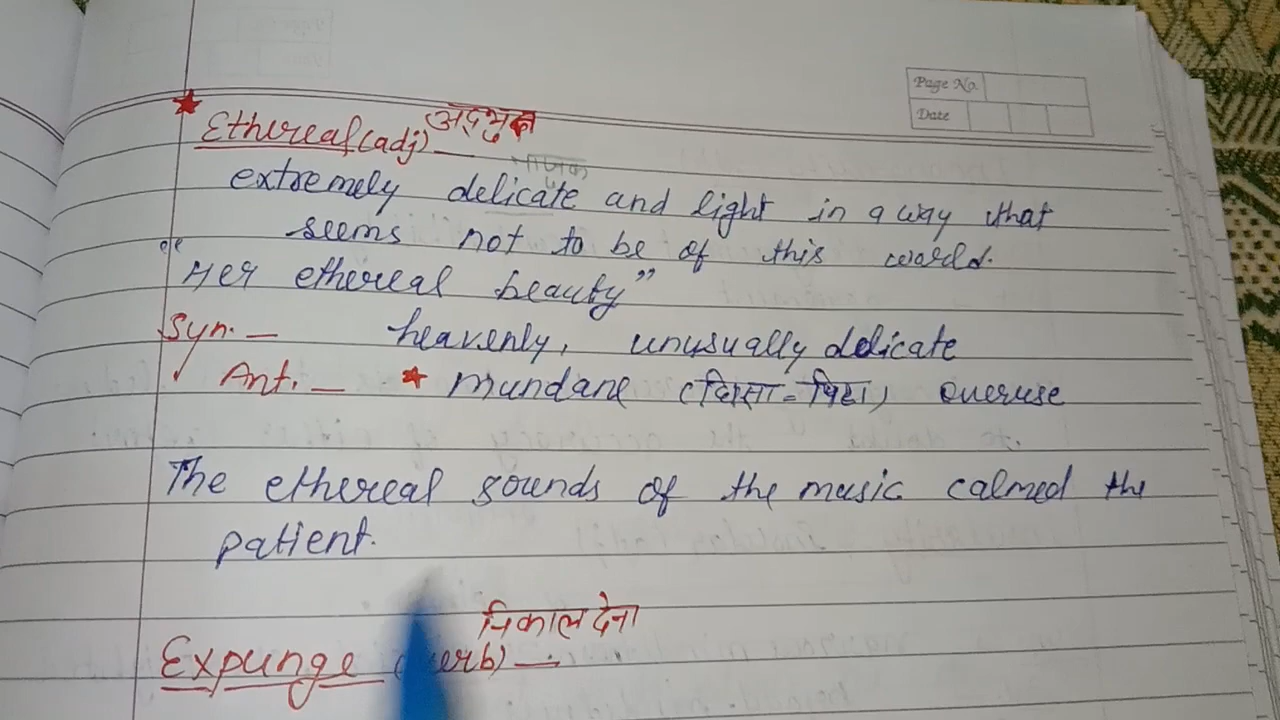 Page No.
Date
Ethereal (adj) — अद्भुत
नाजुक
extremely delicate and light in a way that
seems not to be of this world.
"Her ethereal beauty"
Syn. — heavenly, unusually delicate
Ant. — * mundane (घिसा-पिटा) overuse
The ethereal sounds of the music calmed the
patient.
निकाल देना
Expunge (verb) —